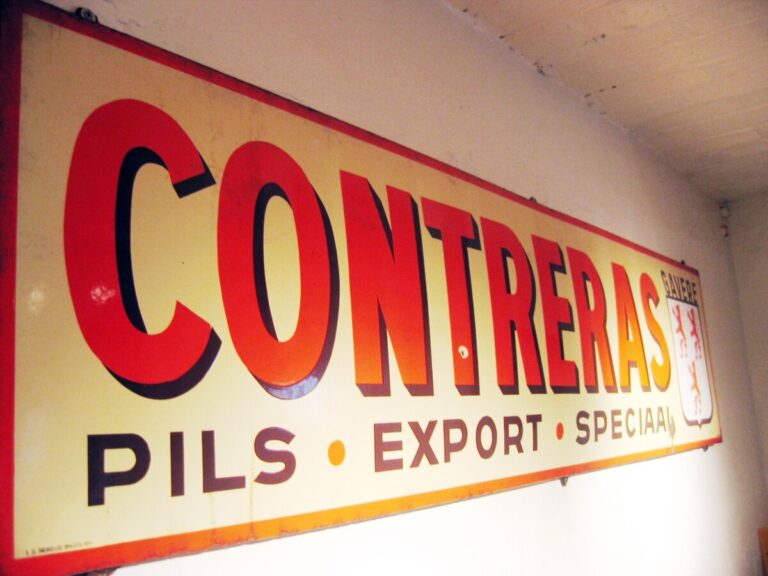 CONTRERAS
GAVERE
PILS • EXPORT • SPECIAAL